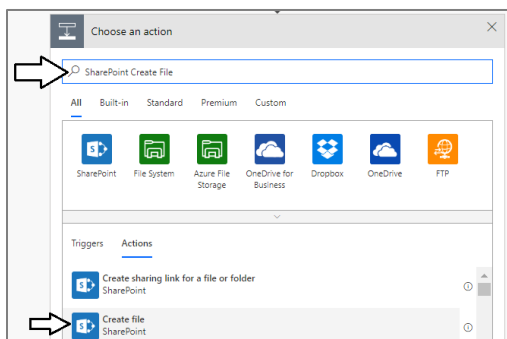 Choose an action
SharePoint Create File
All Built-in Standard Premium Custom
SharePoint File System Azure File Storage OneDrive for Business Dropbox OneDrive FTP
Triggers Actions
Create sharing link for a file or folder
SharePoint
Create file
SharePoint